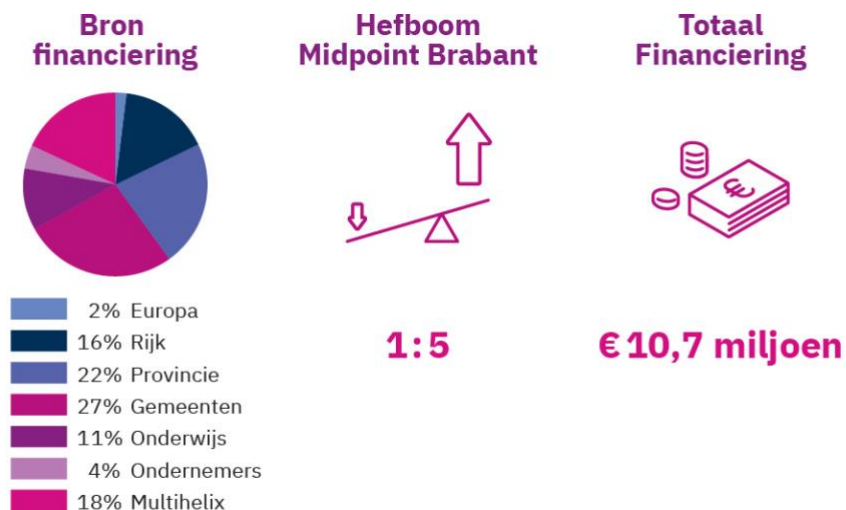 Bron
financiering
2% Europa
16% Rijk
22% Provincie
27% Gemeenten
11% Onderwijs
4% Ondernemers
18% Multihelix
Hefboom
Midpoint Brabant
1:5
Totaal
Financiering
€
€ 10,7 miljoen